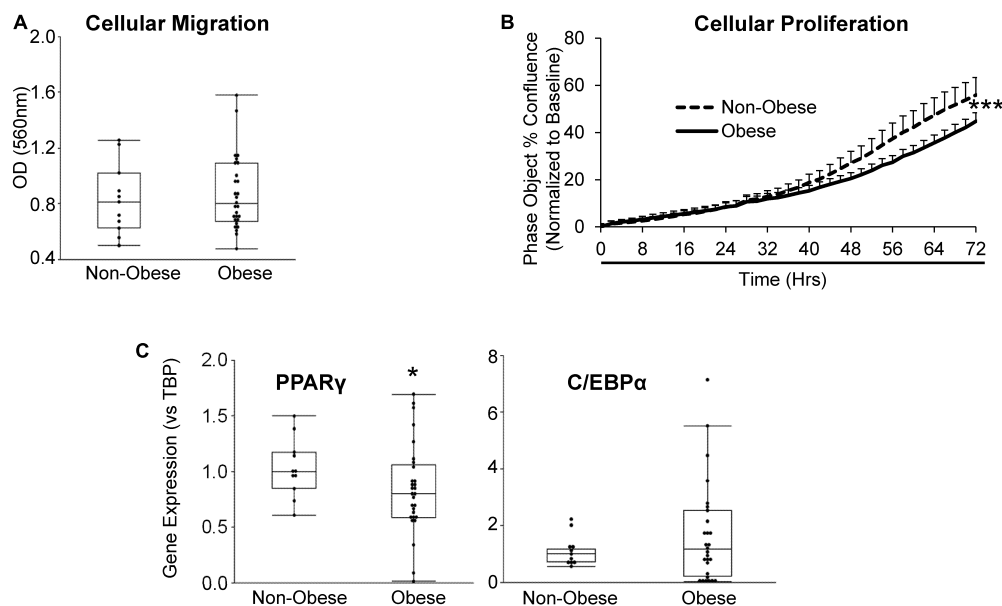 A
Cellular Migration
2.0
1.6
1.2
0.8
0.4
OD (560nm)
Non-Obese
Obese
B
Cellular Proliferation
80
60
40
20
0
Phase Object % Confluence
(Normalized to Baseline)
Non-Obese
Obese
***
0 8 16 24 32 40 48 56 64 72
Time (Hrs)
C
2.0
1.5
1.0
0.5
0.0
Gene Expression (vs TBP)
PPARγ
*
Non-Obese
Obese
8
6
4
2
0
C/EBPα
Non-Obese
Obese